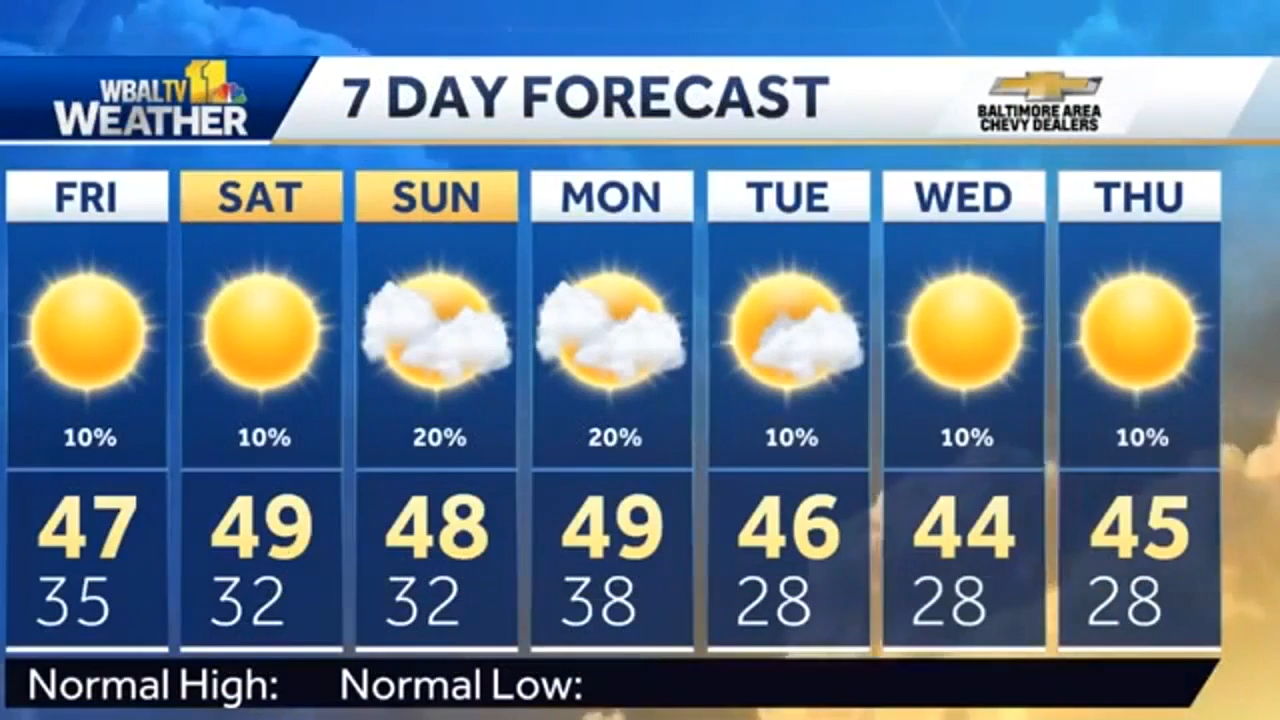 WBALTV 11
WEATHER
7 DAY FORECAST
BALTIMORE AREA
CHEVY DEALERS
FRI SAT SUN MON TUE WED THU
10% 10% 20% 20% 10% 10% 10%
47 49 48 49 46 44 45
35 32 32 38 28 28 28
Normal High: Normal Low: